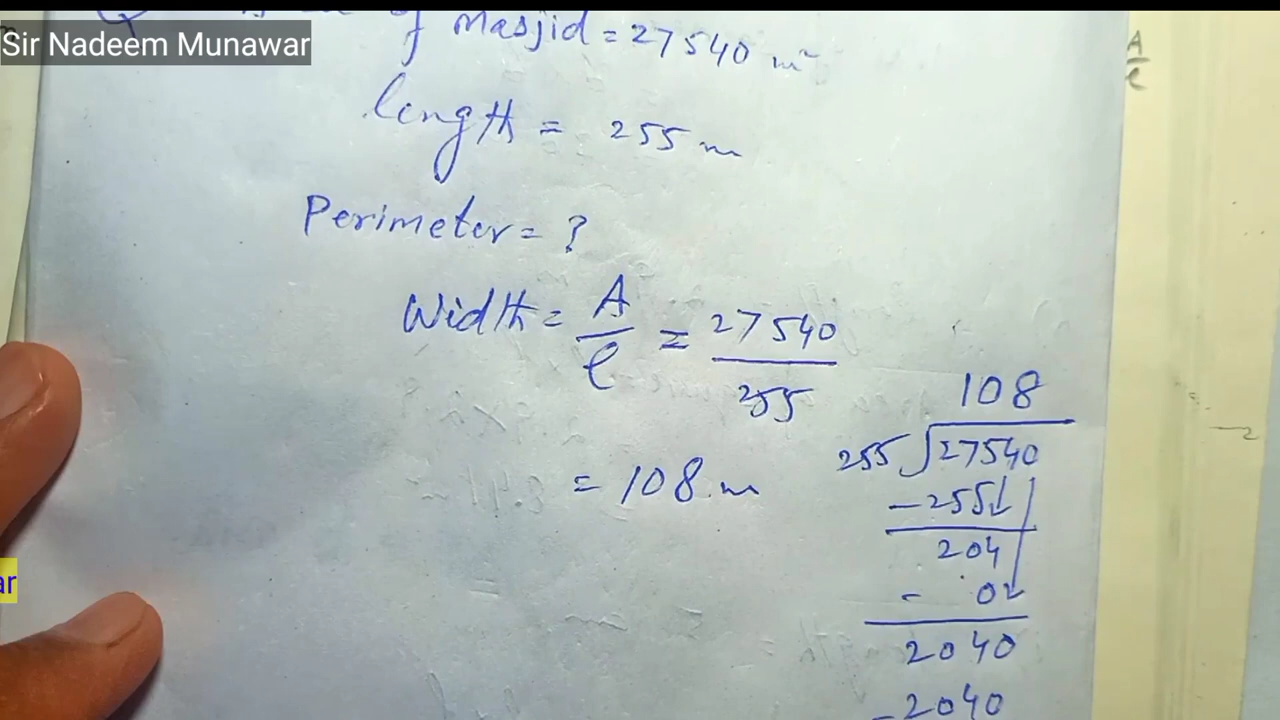 of Masjid = 27540 m²
Sir Nadeem Munawar
A
l
length = 255 m
Perimeter = ?
Width = A/l = 27540/255
= 108 m
108
255 27540
-255
204
- 0
2040
-2040
ar